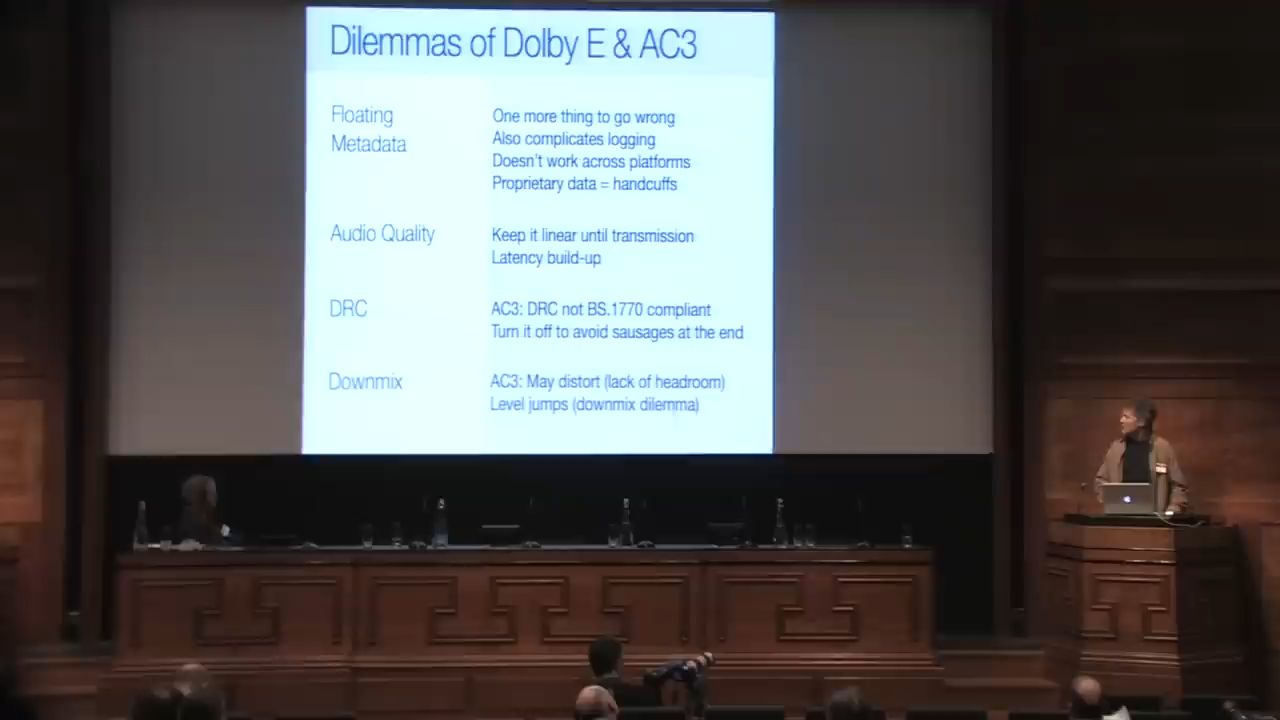 Dilemmas of Dolby E & AC3
Floating
Metadata
One more thing to go wrong
Also complicates logging
Doesn't work across platforms
Proprietary data = handcuffs
Audio Quality
Keep it linear until transmission
Latency build-up
DRC
AC3: DRC not BS.1770 compliant
Turn it off to avoid sausages at the end
Downmix
AC3: May distort (lack of headroom)
Level jumps (downmix dilemma)